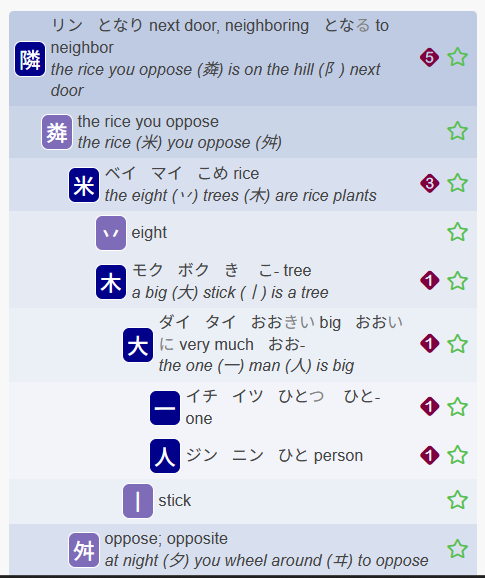 リン となり next door, neighboring となる to
neighbor
隣
5
the rice you oppose (粦) is on the hill (阝) next
door
粦
the rice you oppose
the rice (米) you oppose (舛)
米
ベイ マイ こめ rice
3
the eight (丷) trees (木) are rice plants
丷
eight
木
モク ボク き こ- tree
1
a big (大) stick (丨) is a tree
大
ダイ タイ おおきい big おおい
に very much おお-
1
the one (一) man (人) is big
一
イチ イツ ひとつ ひと-
one
1
人
ジン ニン ひと person
1
丨
stick
舛
oppose; opposite
at night (夕) you wheel around (㐄) to oppose